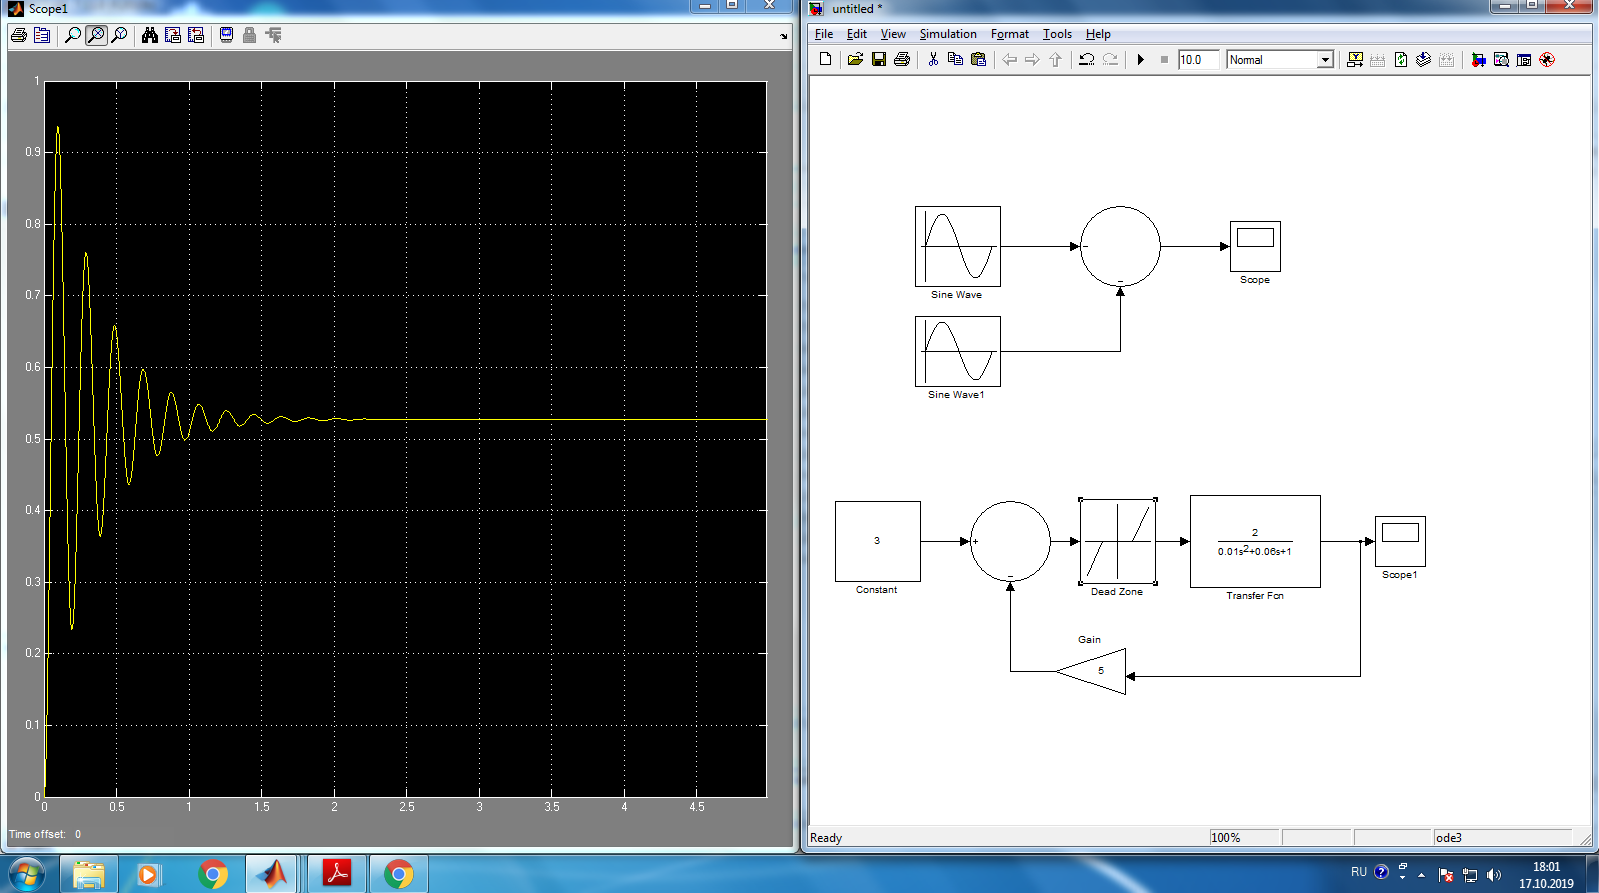 Scope1
1
0.9
0.8
0.7
0.6
0.5
0.4
0.3
0.2
0.1
0
0 0.5 1 1.5 2 2.5 3 3.5 4 4.5
Time offset: 0
untitled *
File Edit View Simulation Format Tools Help
10.0 Normal
Sine Wave
Scope
Sine Wave1
3
Constant
Dead Zone
2
0.01s²+0.06s+1
Transfer Fcn
Scope1
Gain
5
Ready 100% ode3
RU
18:01
17.10.2019